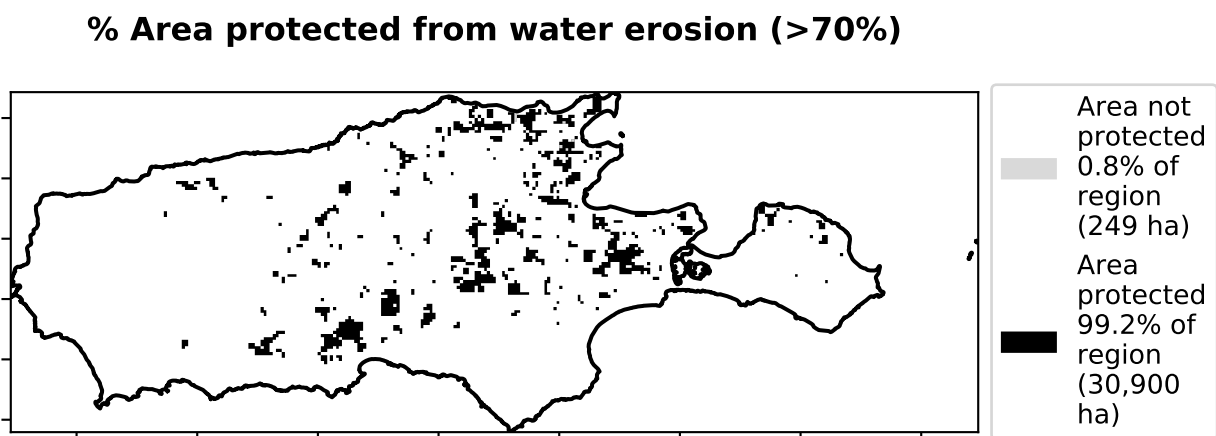 % Area protected from water erosion (>70%)
Area not
protected
0.8% of
region
(249 ha)
Area
protected
99.2% of
region
(30,900
ha)